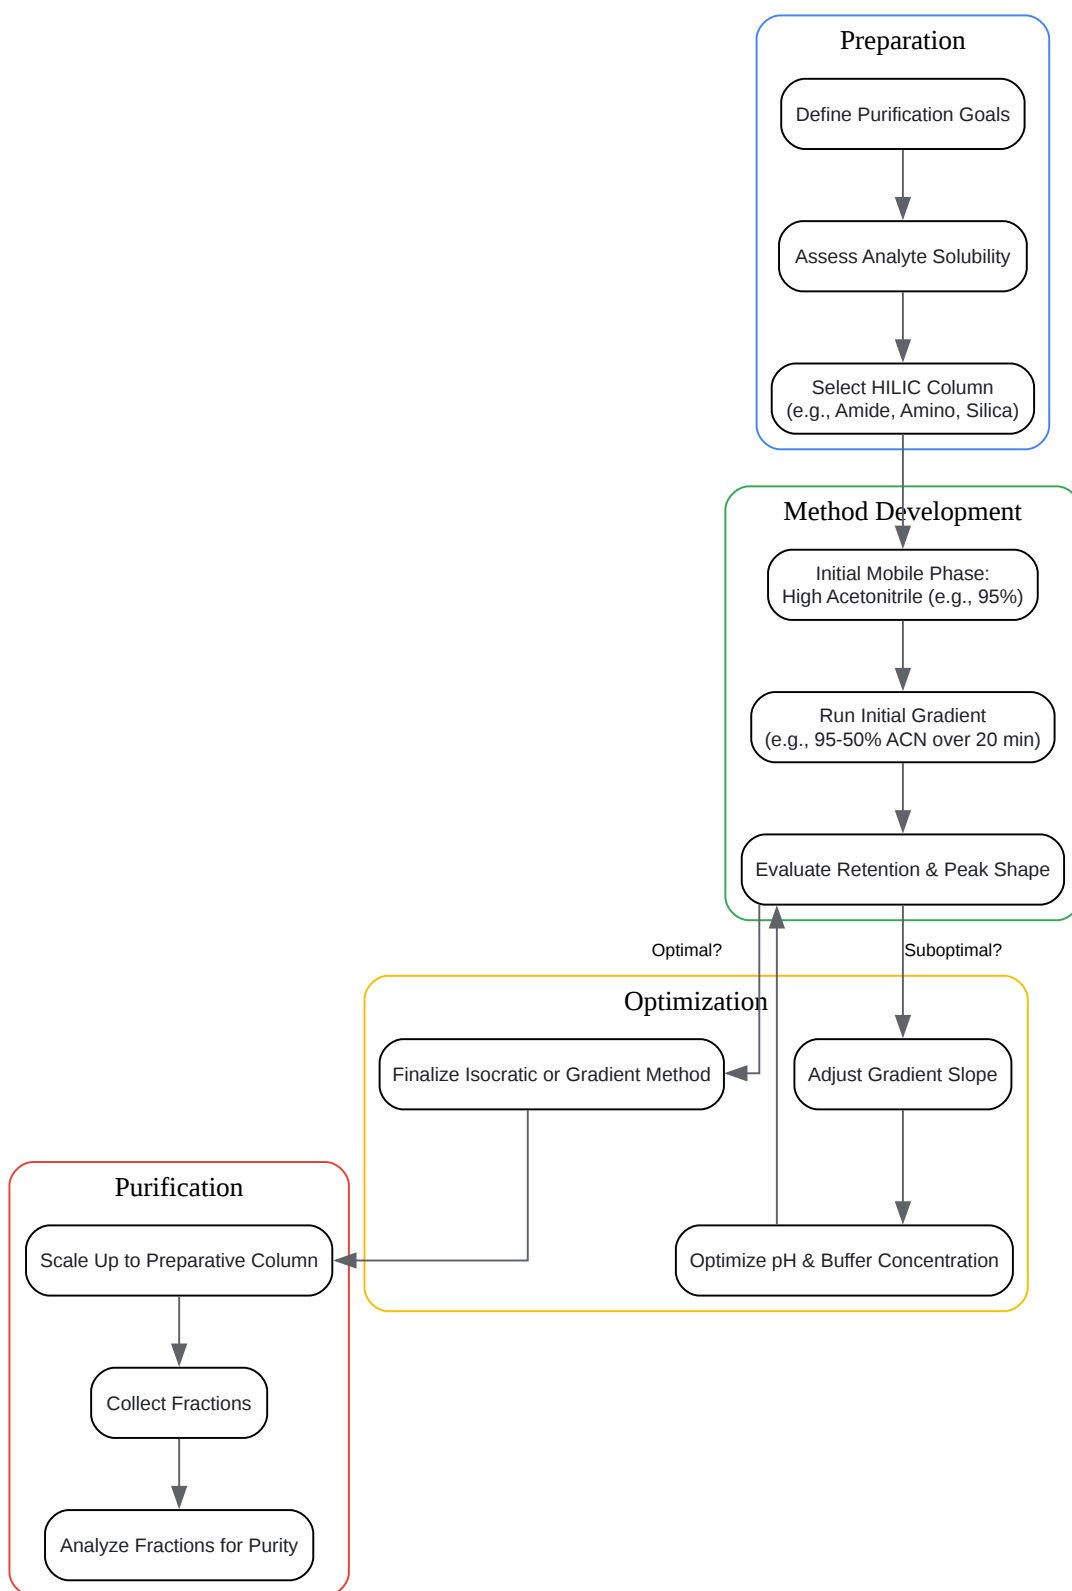 Preparation
Define Purification Goals
Assess Analyte Solubility
Select HILIC Column
(e.g., Amide, Amino, Silica)
Method Development
Initial Mobile Phase:
High Acetonitrile (e.g., 95%)
Run Initial Gradient
(e.g., 95-50% ACN over 20 min)
Evaluate Retention & Peak Shape
Optimal?
Suboptimal?
Optimization
Finalize Isocratic or Gradient Method
Adjust Gradient Slope
Purification
Scale Up to Preparative Column
Optimize pH & Buffer Concentration
Collect Fractions
Analyze Fractions for Purity